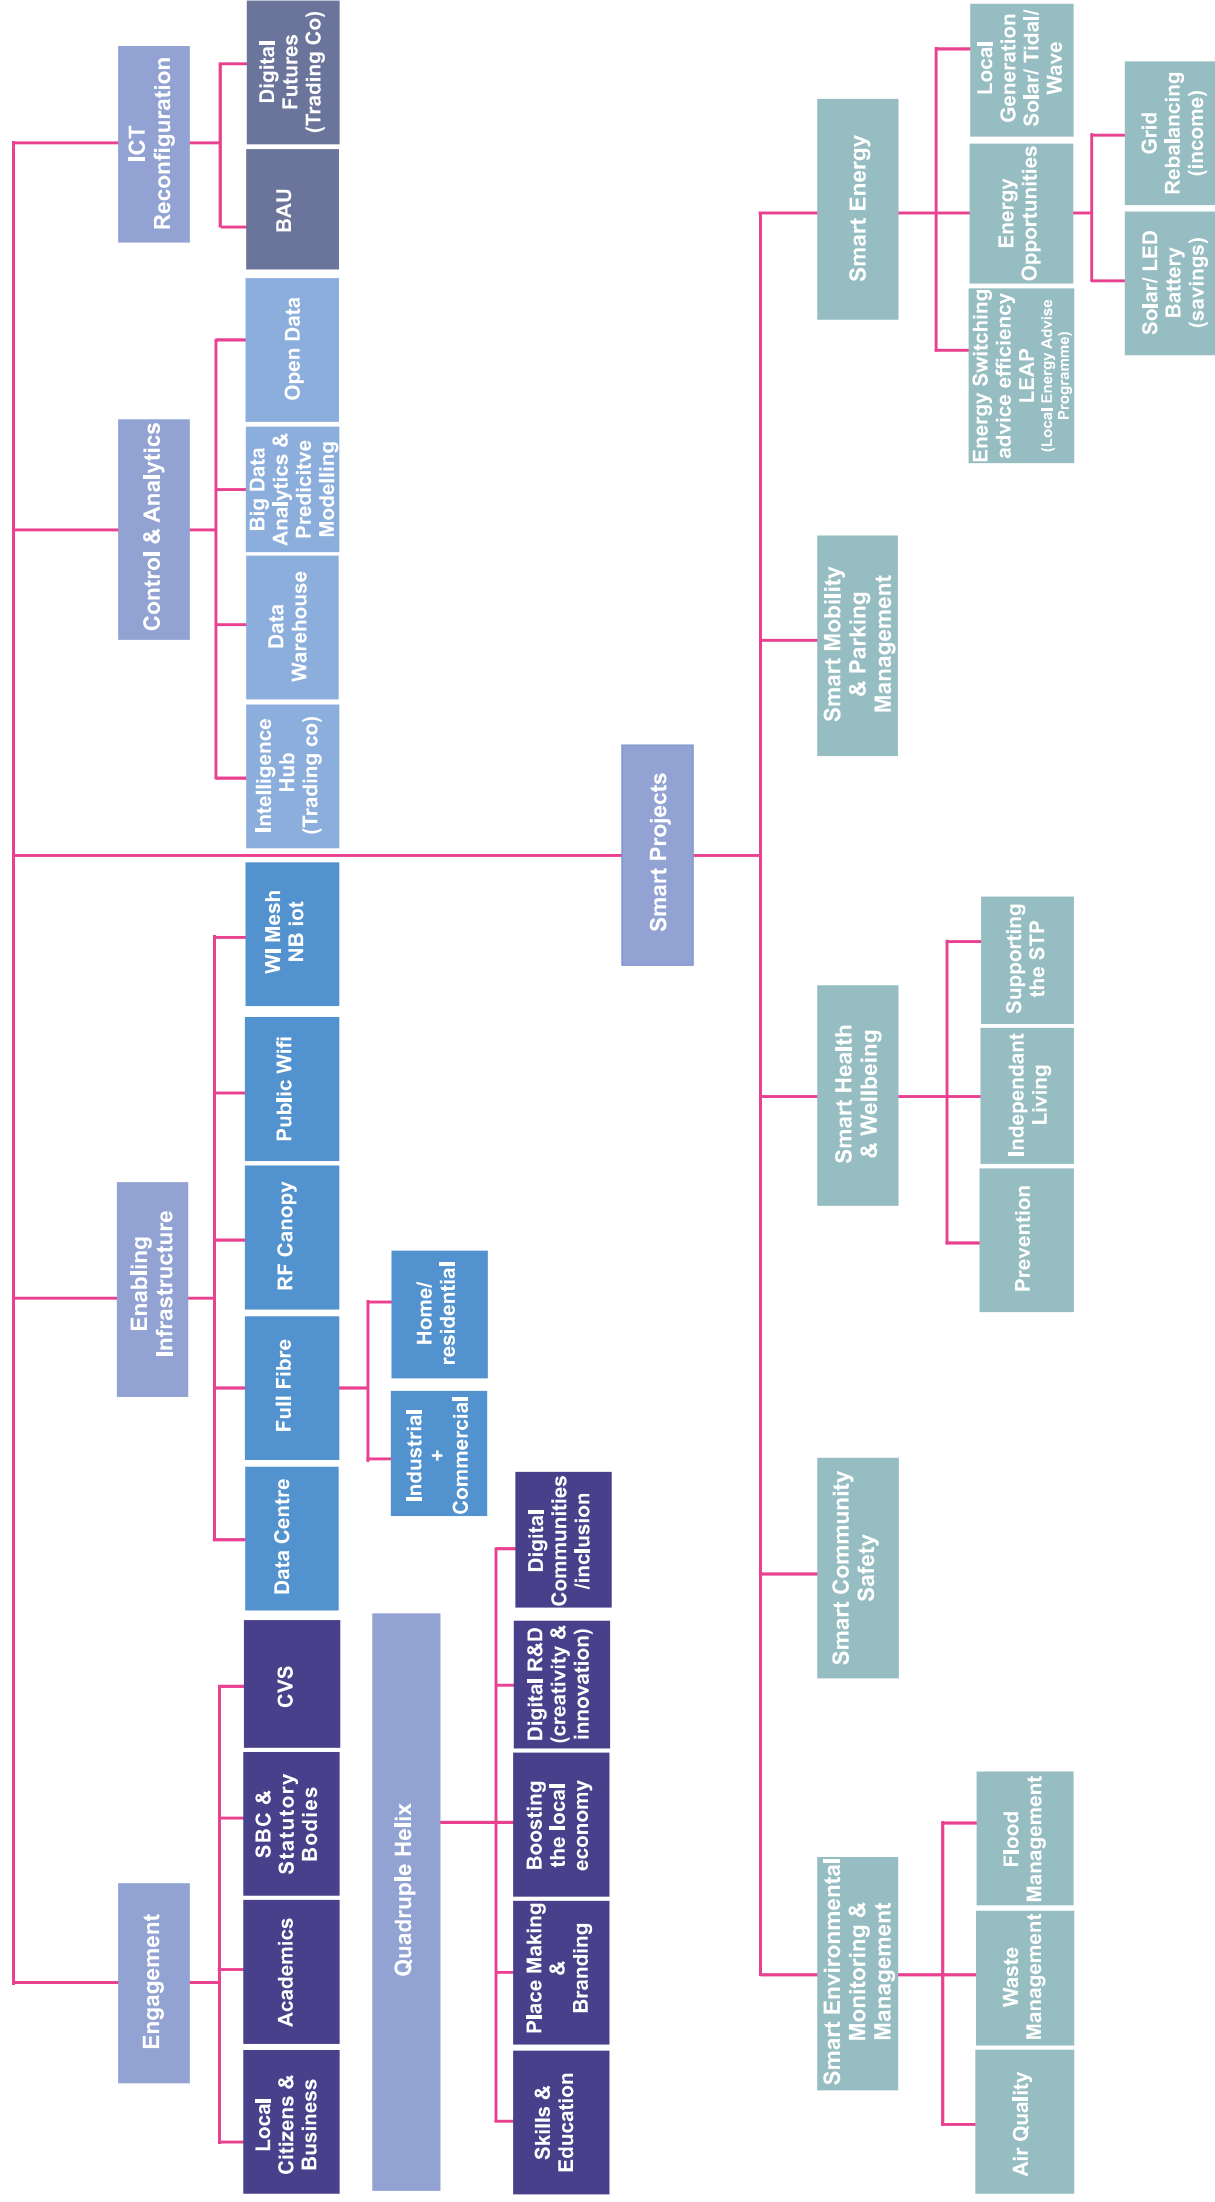 Engagement
Enabling
Infrastructure
Control & Analytics
ICT
Reconfiguration
Local
Citizens &
Business
Academics
SBC &
Statutory
Bodies
CVS
Data Centre
Full Fibre
RF Canopy
Public Wifi
WI Mesh
NB iot
Intelligence
Hub
(Trading co)
Data
Warehouse
Big Data
Analytics &
Predicitve
Modelling
Open Data
BAU
Digital
Futures
(Trading Co)
Quadruple Helix
Industrial
+
Commercial
Home/
residential
Skills &
Education
Place Making
&
Branding
Boosting
the local
economy
Digital R&D
(creativity &
innovation)
Digital
Communities
/inclusion
Smart Projects
Smart Environmental
Monitoring &
Management
Smart Community
Safety
Smart Health
& Wellbeing
Smart Mobility
& Parking
Management
Smart Energy
Air Quality
Waste
Management
Flood
Management
Prevention
Independant
Living
Supporting
the STP
Energy Switching
advice efficiency
LEAP
(Local Energy Advise
Programme)
Energy
Opportunities
Local
Generation
Solar/ Tidal/
Wave
Solar/ LED
Battery
(savings)
Grid
Rebalancing
(income)